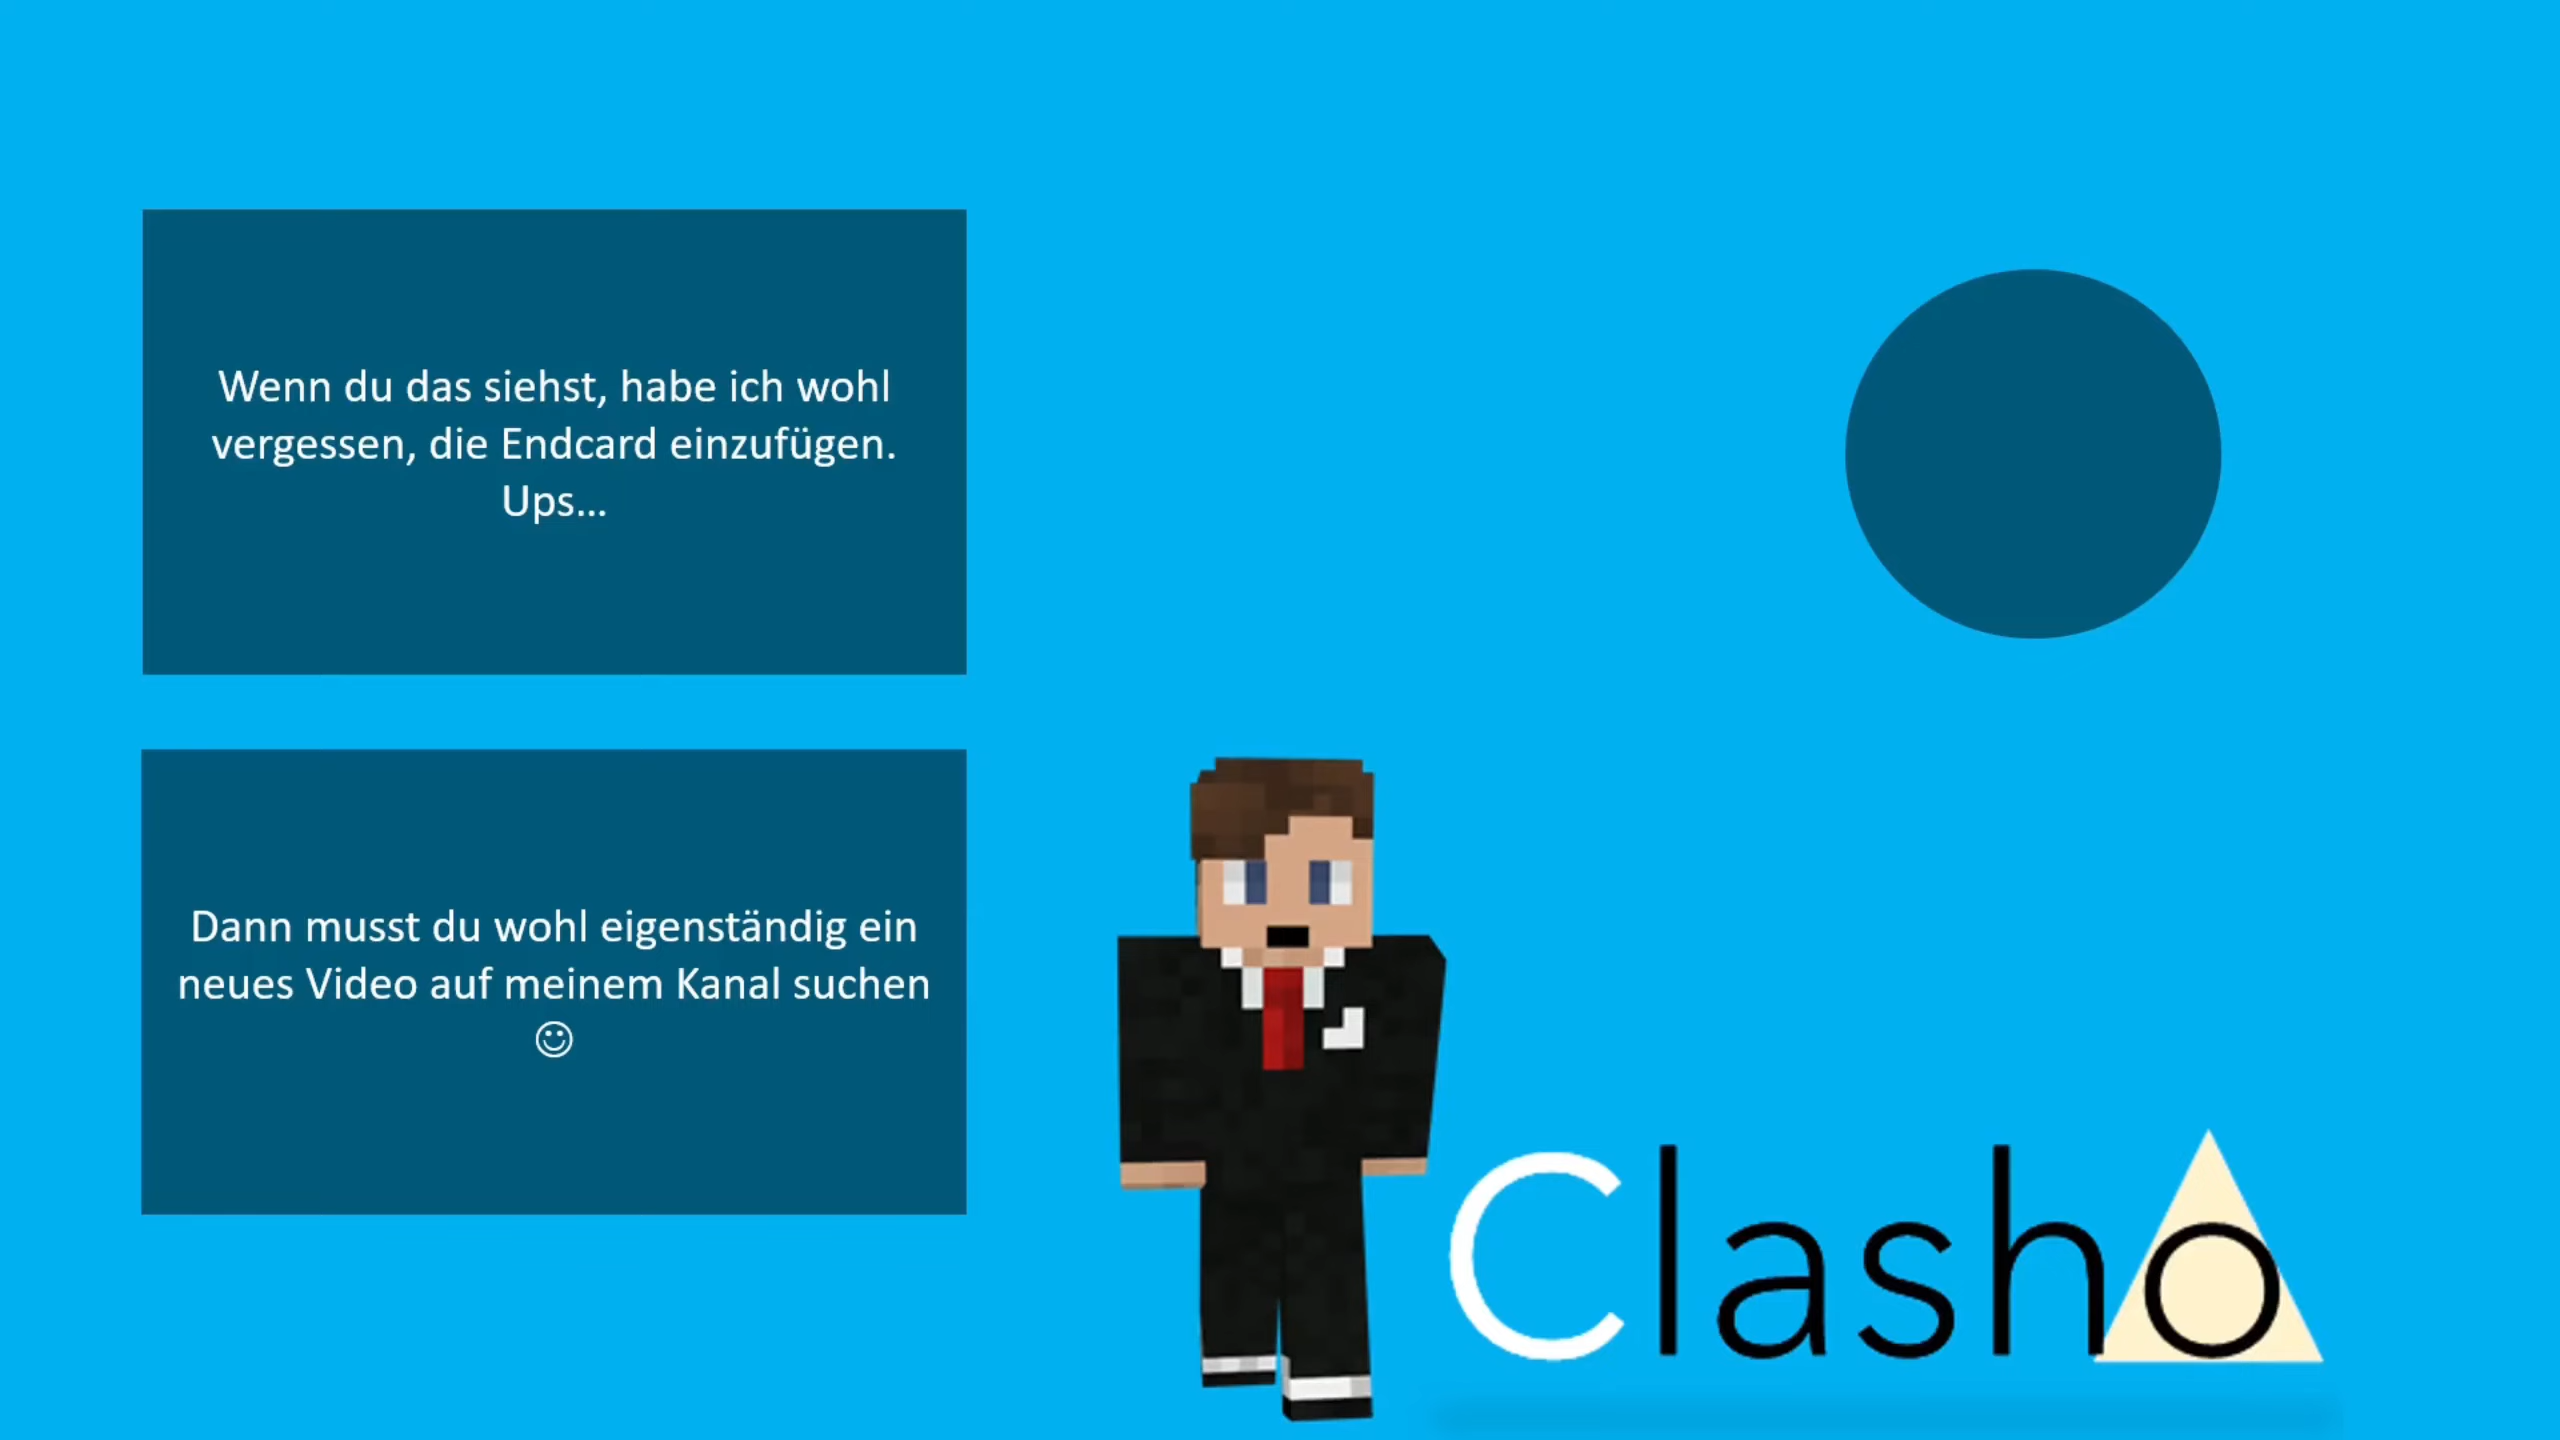 Wenn du das siehst, habe ich wohl
vergessen, die Endcard einzufügen.
Ups...
Dann musst du wohl eigenständig ein
neues Video auf meinem Kanal suchen
☺
Clasho